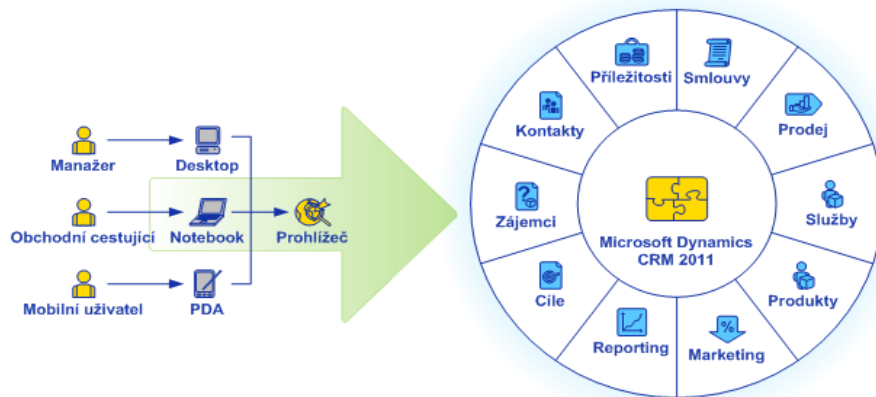 Manažer
Desktop
Obchodní cestující
Notebook
Prohlížeč
Mobilní uživatel
PDA
Příležitosti
Smlouvy
Kontakty
Prodej
Zájemci
Služby
Microsoft Dynamics
CRM 2011
Cíle
Produkty
Reporting
Marketing
%
?